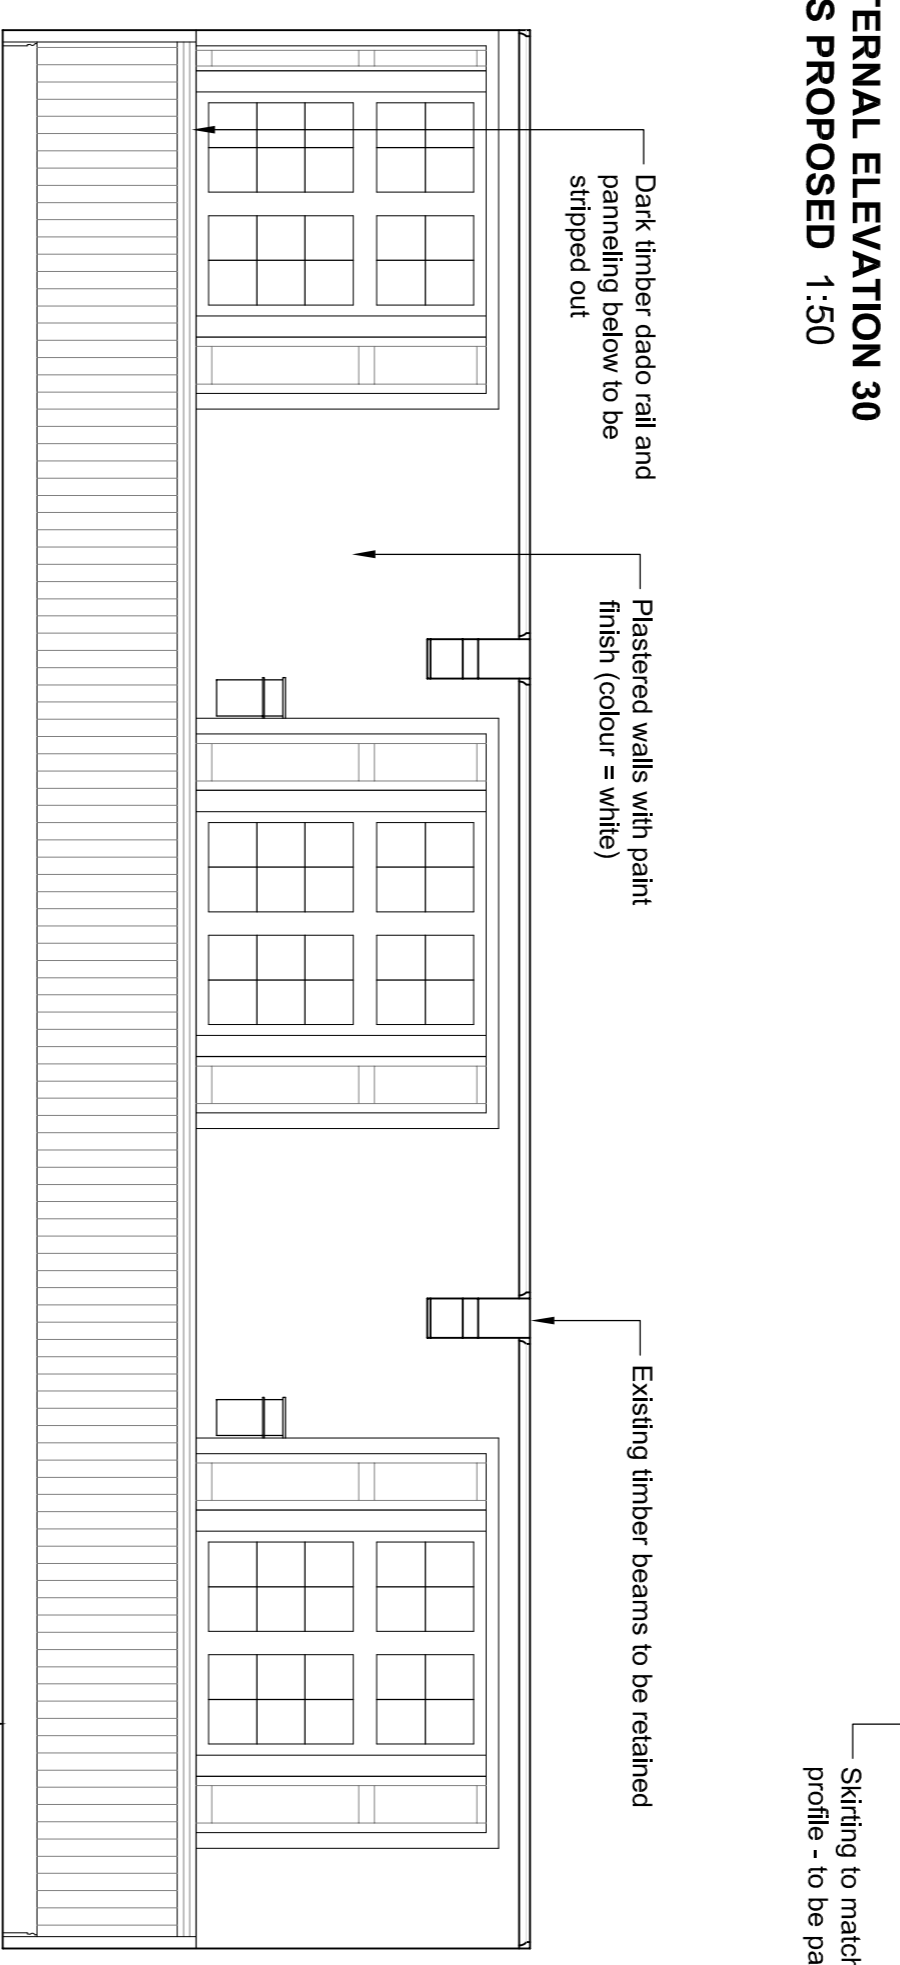 TERNAL ELEVATION 30
S PROPOSED 1:50
Dark timber dado rail and
panneling below to be
stripped out
Plastered walls with paint
finish (colour = white)
Existing timber beams to be retained
Skirting to match
profile - to be pa